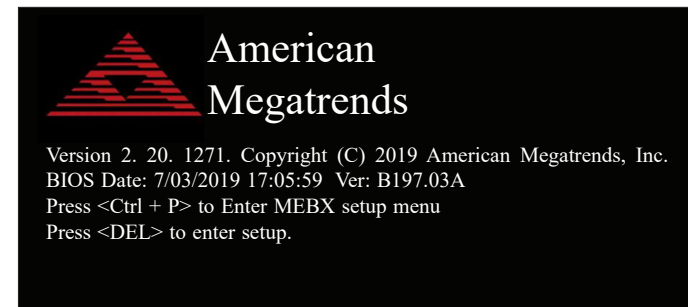 American
Megatrends
Version 2. 20. 1271. Copyright (C) 2019 American Megatrends, Inc.
BIOS Date: 7/03/2019 17:05:59 Ver: B197.03A
Press <Ctrl + P> to Enter MEBX setup menu
Press <DEL> to enter setup.